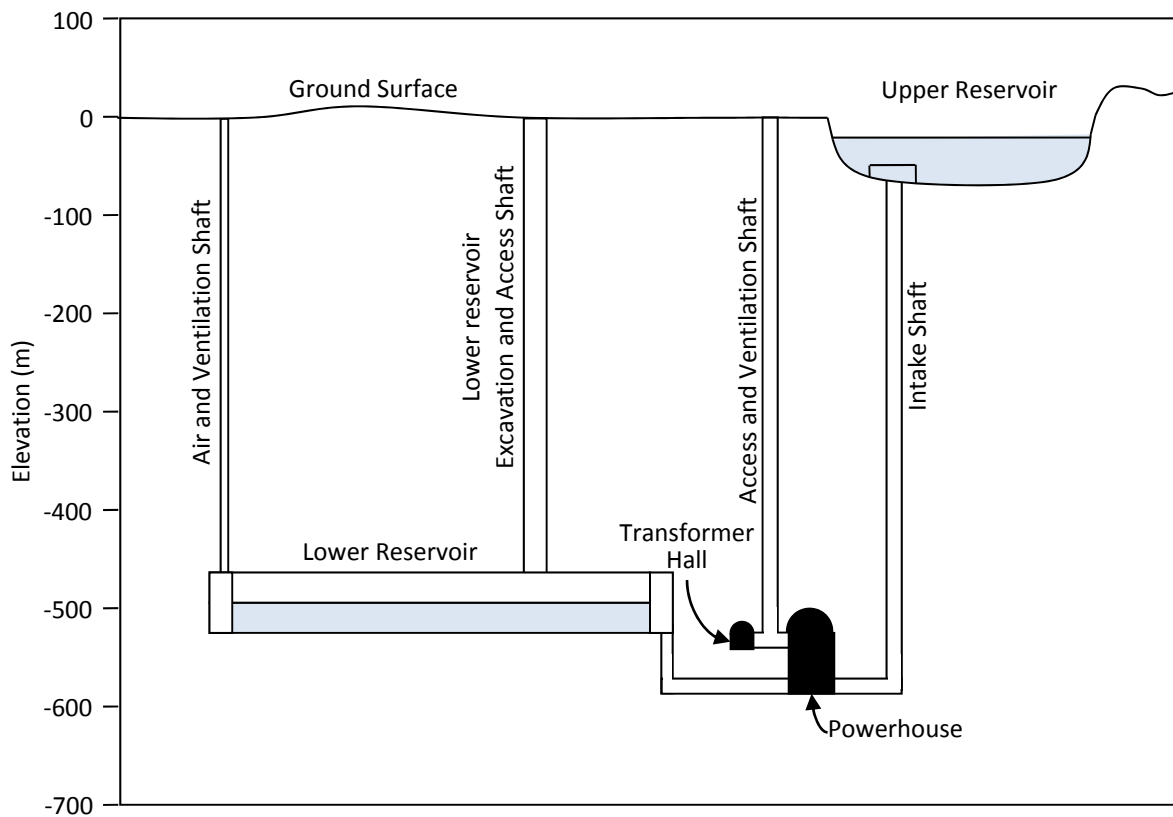 100
0
-100
-200
-300
-400
-500
-600
-700
Elevation (m)
Ground Surface
Upper Reservoir
Air and Ventilation Shaft
Lower reservoir
Excavation and Access Shaft
Access and Ventilation Shaft
Intake Shaft
Lower Reservoir
Transformer
Hall
Powerhouse